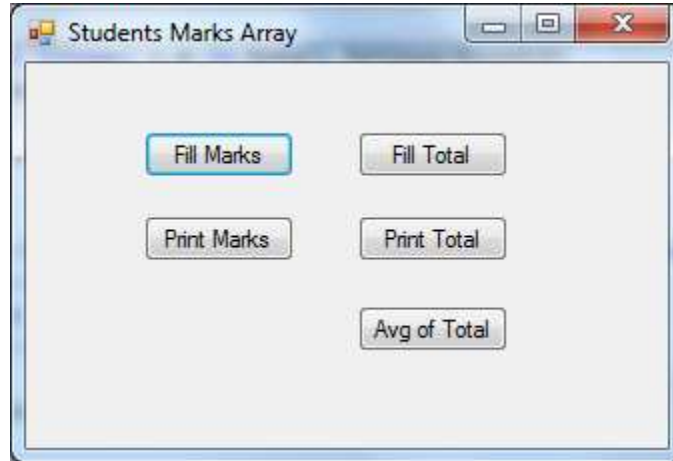 Students Marks Array
Fill Marks Fill Total
Print Marks Print Total
Avg of Total